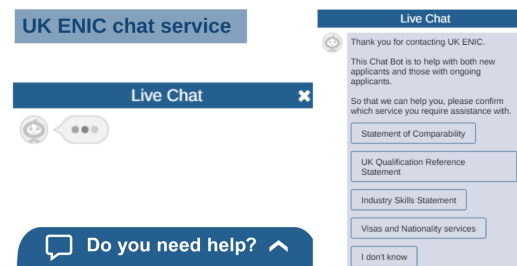 UK ENIC chat service
Live Chat
Do you need help?
Live Chat
Thank you for contacting UK ENIC.
This Chat Bot is to help with both new
applicants and those with ongoing
applicants.
So that we can help you, please confirm
which service you require assistance with.
Statement of Comparability
UK Qualification Reference
Statement
Industry Skills Statement
Visas and Nationality services
I don't know